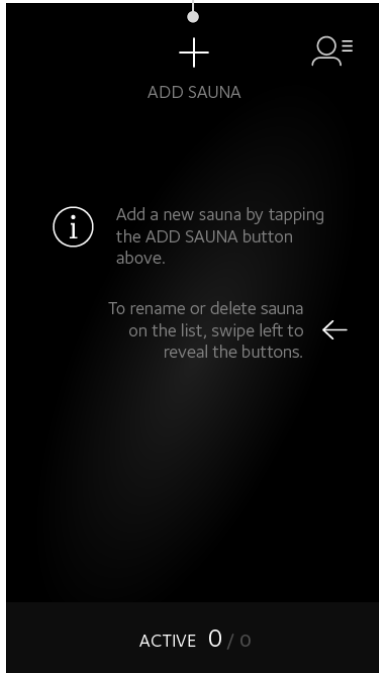 ADD SAUNA
Add a new sauna by tapping
the ADD SAUNA button
above.
To rename or delete sauna
on the list, swipe left to
reveal the buttons.
ACTIVE 0 / 0